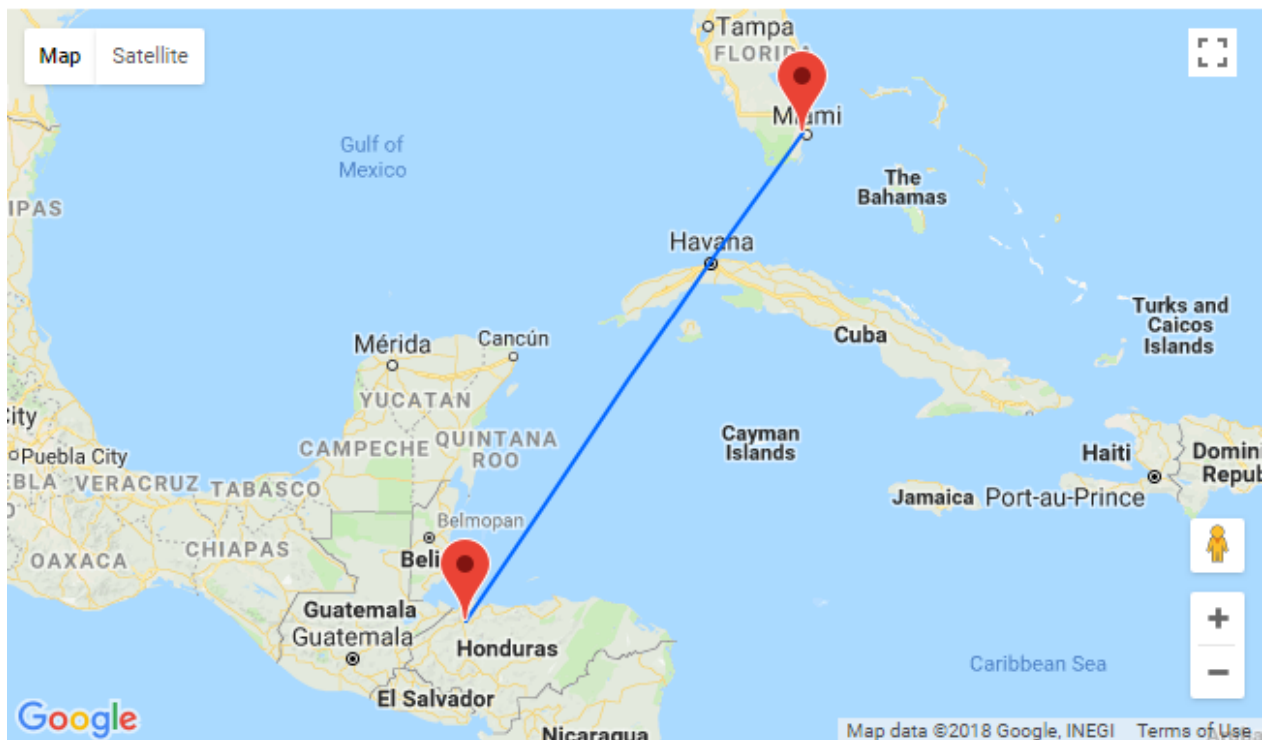 Map Satellite
Tampa
FLORIDA
Miami
Gulf of
Mexico
The
Bahamas
IPAS
Havana
Turks and
Caicos
Islands
Cuba
Mérida
Cancún
YUCATAN
City
CAMPECHE
QUINTANA
ROO
Cayman
Islands
Puebla City
Haiti
Domini
Repub
EBLA
VERACRUZ
TABASCO
Jamaica
Port-au-Prince
O
Belmopan
OAXACA
CHIAPAS
Beli
Guatemala
Guatemala
Honduras
Caribbean Sea
El Salvador
Google
Nicaragua
Map data ©2018 Google, INEGI Terms of Use